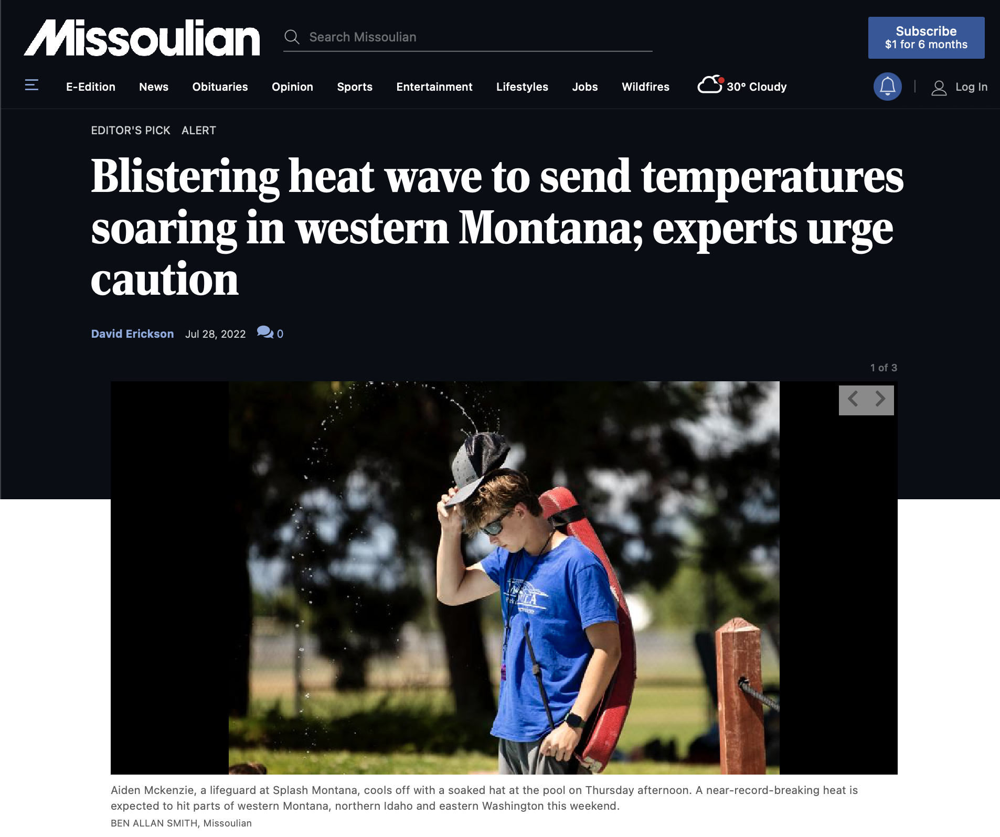 Missoulian
Search Missoulian
Subscribe
$1 for 6 months
E-Edition News Obituaries Opinion Sports Entertainment Lifestyles Jobs Wildfires 30° Cloudy Log In
EDITOR'S PICK ALERT
Blistering heat wave to send temperatures
soaring in western Montana; experts urge
caution
David Erickson Jul 28, 2022 0
1 of 3
Aiden Mckenzie, a lifeguard at Splash Montana, cools off with a soaked hat at the pool on Thursday afternoon. A near-record-breaking heat is
expected to hit parts of western Montana, northern Idaho and eastern Washington this weekend.
BEN ALLAN SMITH, Missoulian